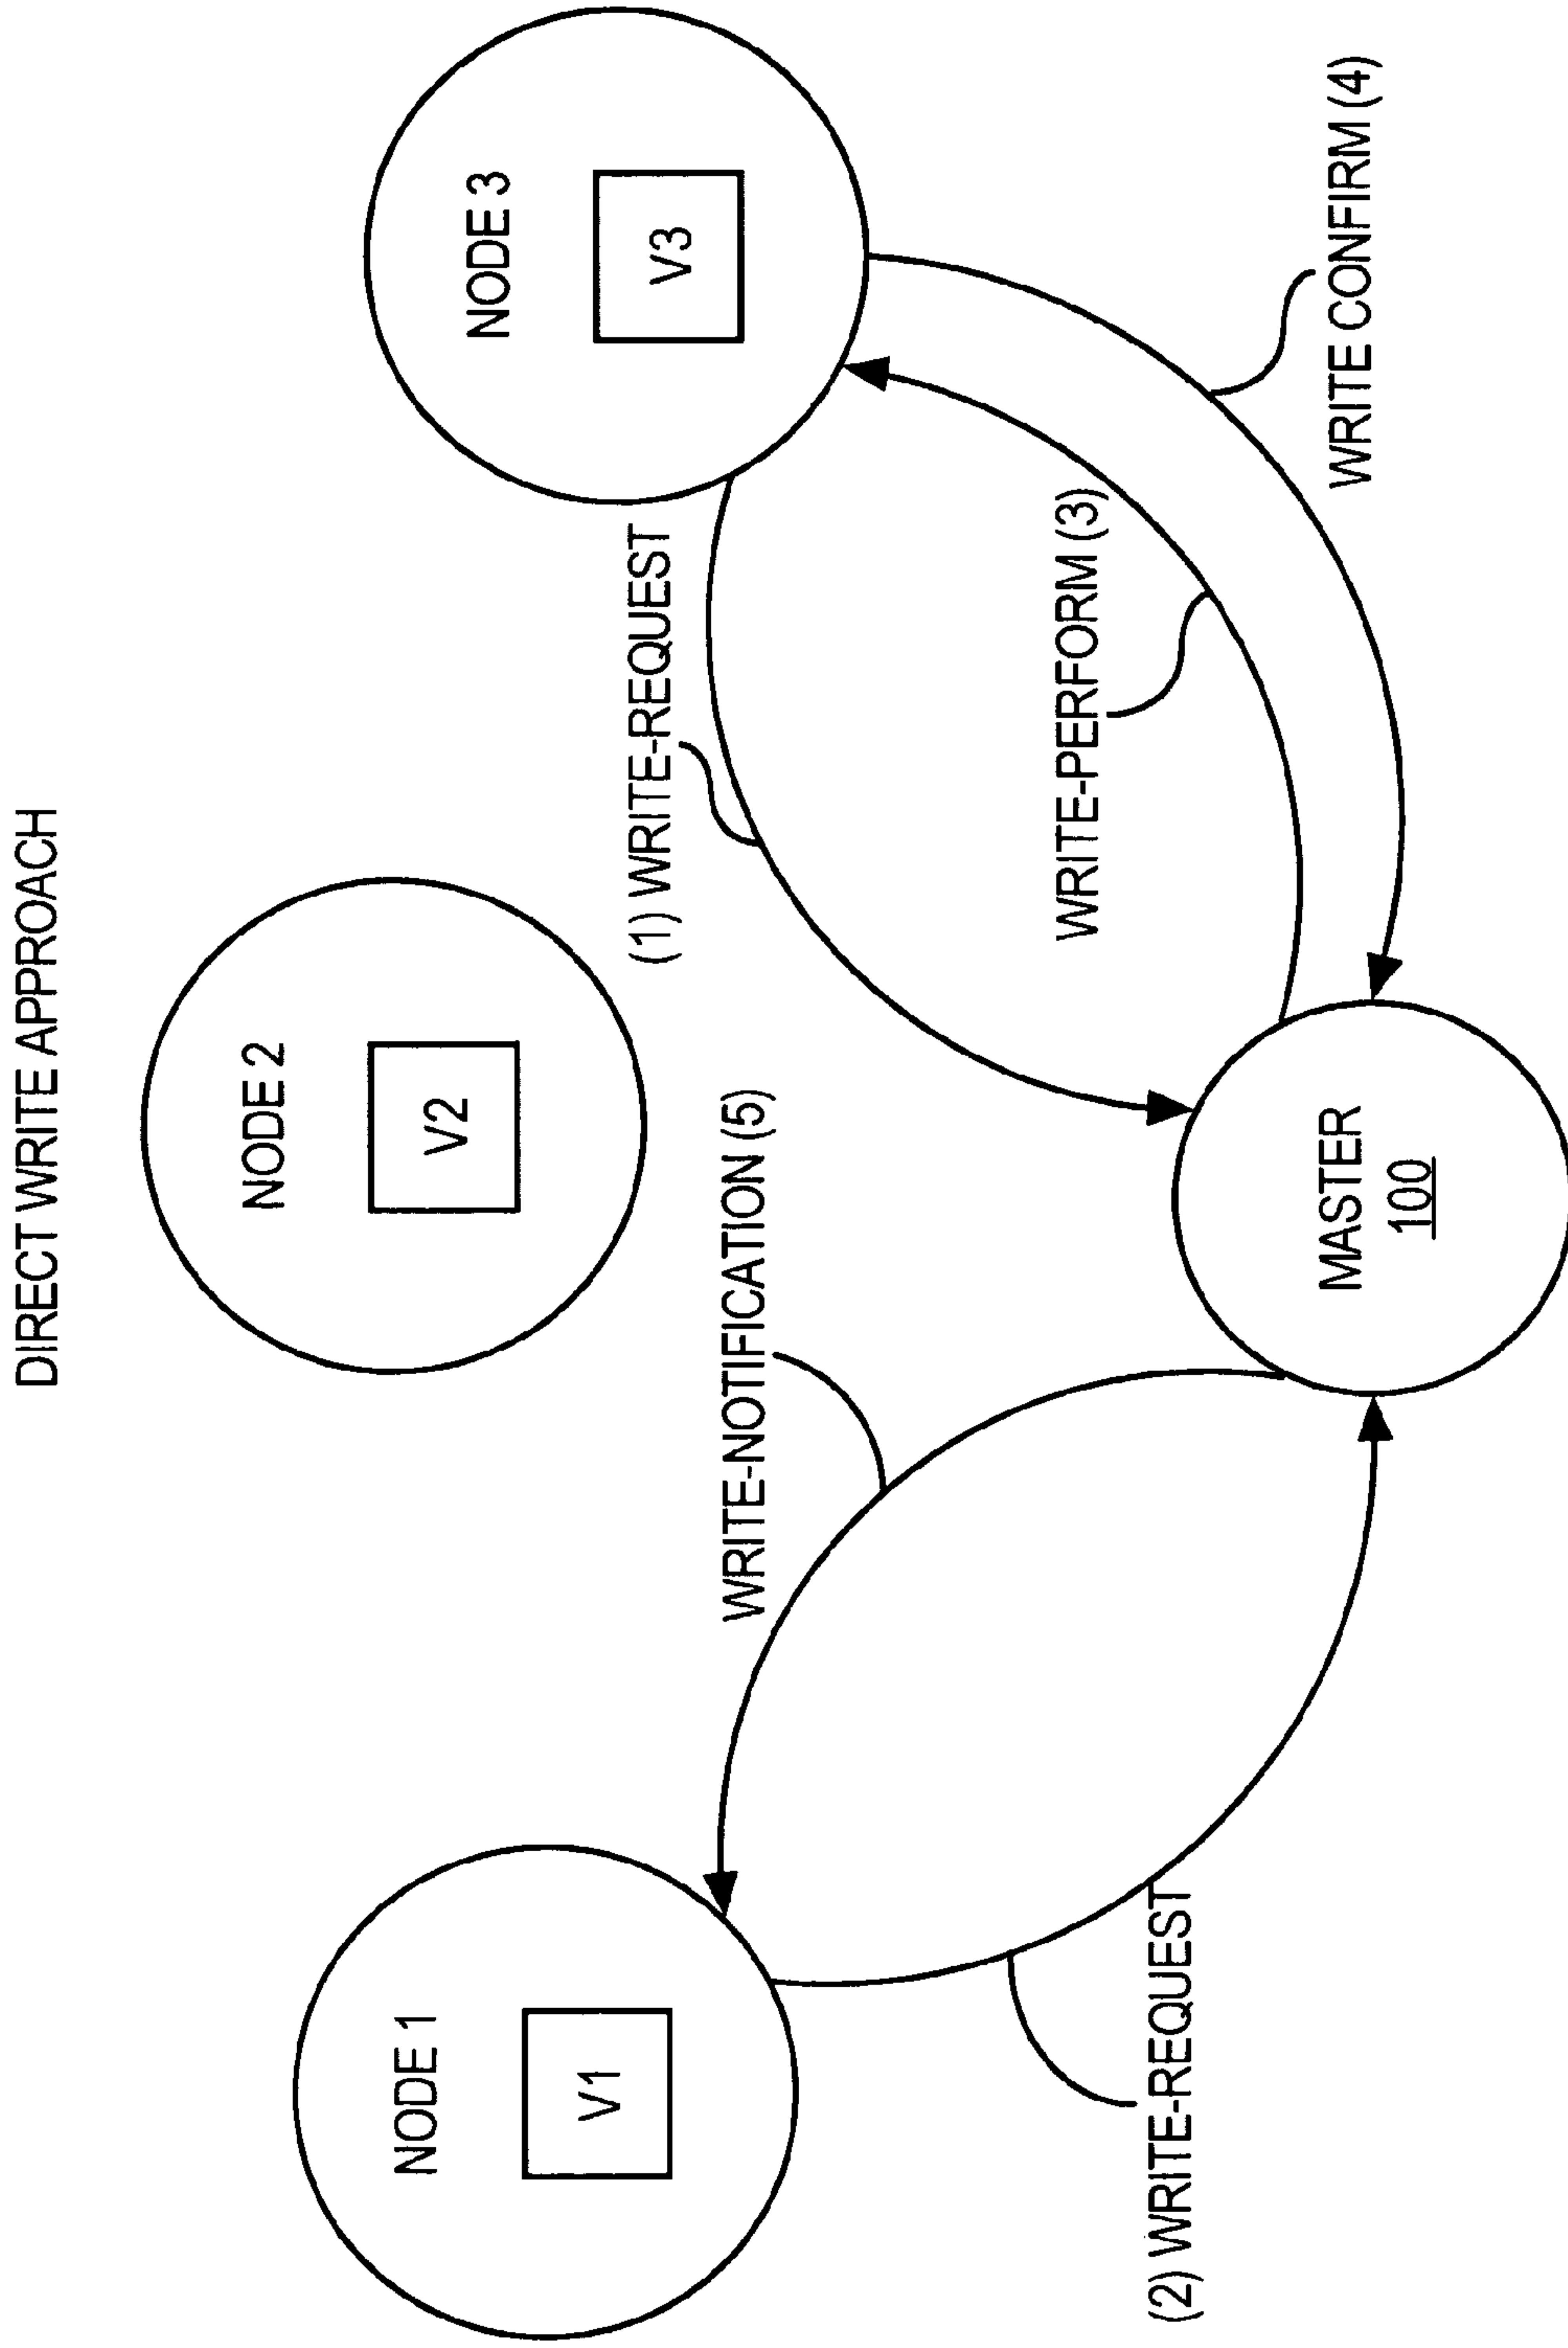 DIRECT WRITE APPROACH
NODE 1
V1
NODE 2
V2
NODE 3
V3
(1) WRITE-REQUEST
WRITE-NOTIFICATION (5)
WRITE-PERFORM (3)
(2) WRITE-REQUEST
MASTER
100
WRITE CONFIRM (4)